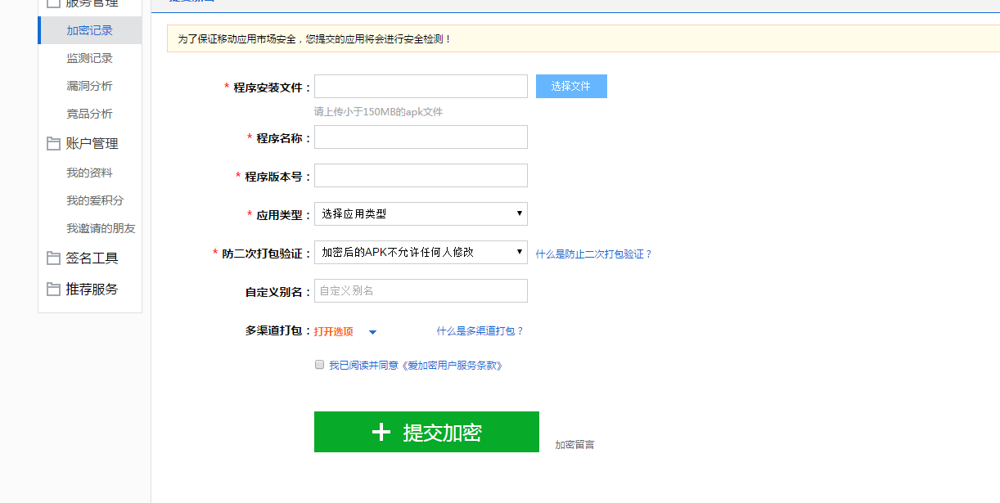 服务管理
加密记录
监测记录
漏洞分析
竞品分析
账户管理
我的资料
我的爱积分
我邀请的朋友
签名工具
推荐服务
为了保证移动应用市场安全，您提交的应用将会进行安全检测！
* 程序安装文件： 选择文件
请上传小于150MB的apk文件
* 程序名称：
* 程序版本号：
* 应用类型： 选择应用类型
* 防二次打包验证： 加密后的APK不允许任何人修改 什么是防止二次打包验证？
自定义别名： 自定义别名
多渠道打包： 打开选项 什么是多渠道打包？
我已阅读并同意《爱加密用户服务条款》
提交加密
加密留言